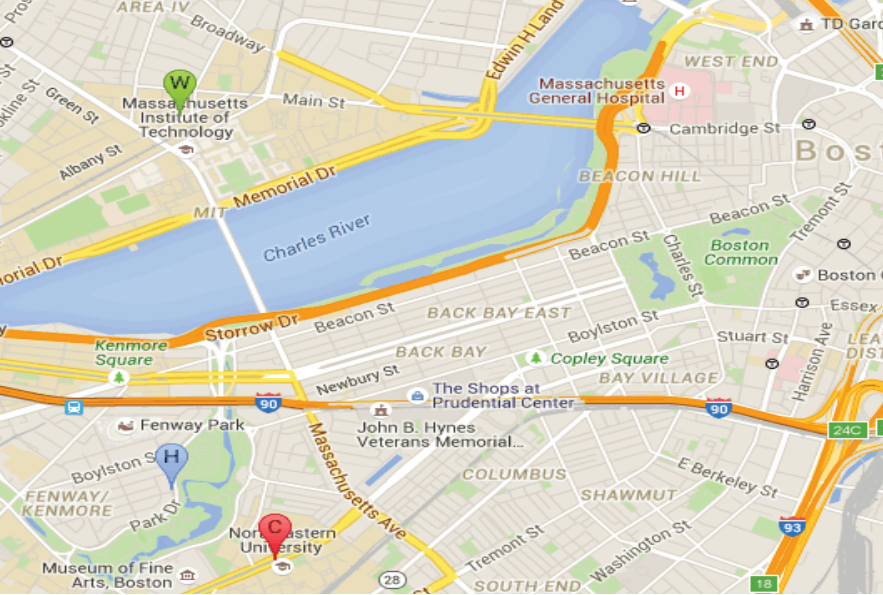 AREA IV
Broadway
Edwin H Land
TD Gard
WEST END
W
Massachusetts
Institute of
Technology
Main St
Massachusetts
General Hospital
H
Green St
Cambridge St
Albany St
Bos
BEACON HILL
Memorial Dr
MIT
Beacon St
Tremont St
Charles River
Beacon St
Charles St
Boston
Common
orial Dr
Boston
Essex
Storrow Dr
Beacon St
BACK BAY EAST
Boylston St
Stuart St
Harrison Ave
LEA
DIST
Kenmore
Square
BACK BAY
Copley Square
Newbury St
BAY VILLAGE
The Shops at
Prudential Center
90
90
24C
Fenway Park
John B. Hynes
Veterans Memorial...
Massachusetts Ave
H
Boylston S
COLUMBUS
E Berkeley St
FENWAY/
KENMORE
Park Dr
SHAWMUT
93
C
Northeastern
University
Tremont St
Washington St
Museum of Fine
Arts, Boston
28
SOUTH END
18